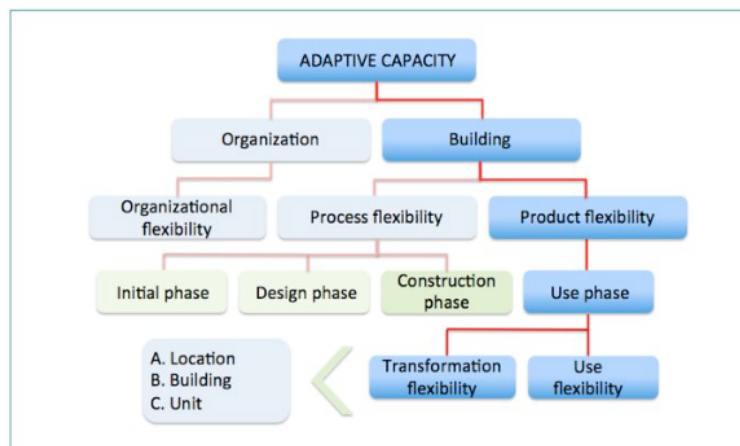 ADAPTIVE CAPACITY
Organization
Building
Organizational
flexibility
Process flexibility
Product flexibility
Initial phase
Design phase
Construction
phase
Use phase
A. Location
B. Building
C. Unit
Transformation
flexibility
Use
flexibility